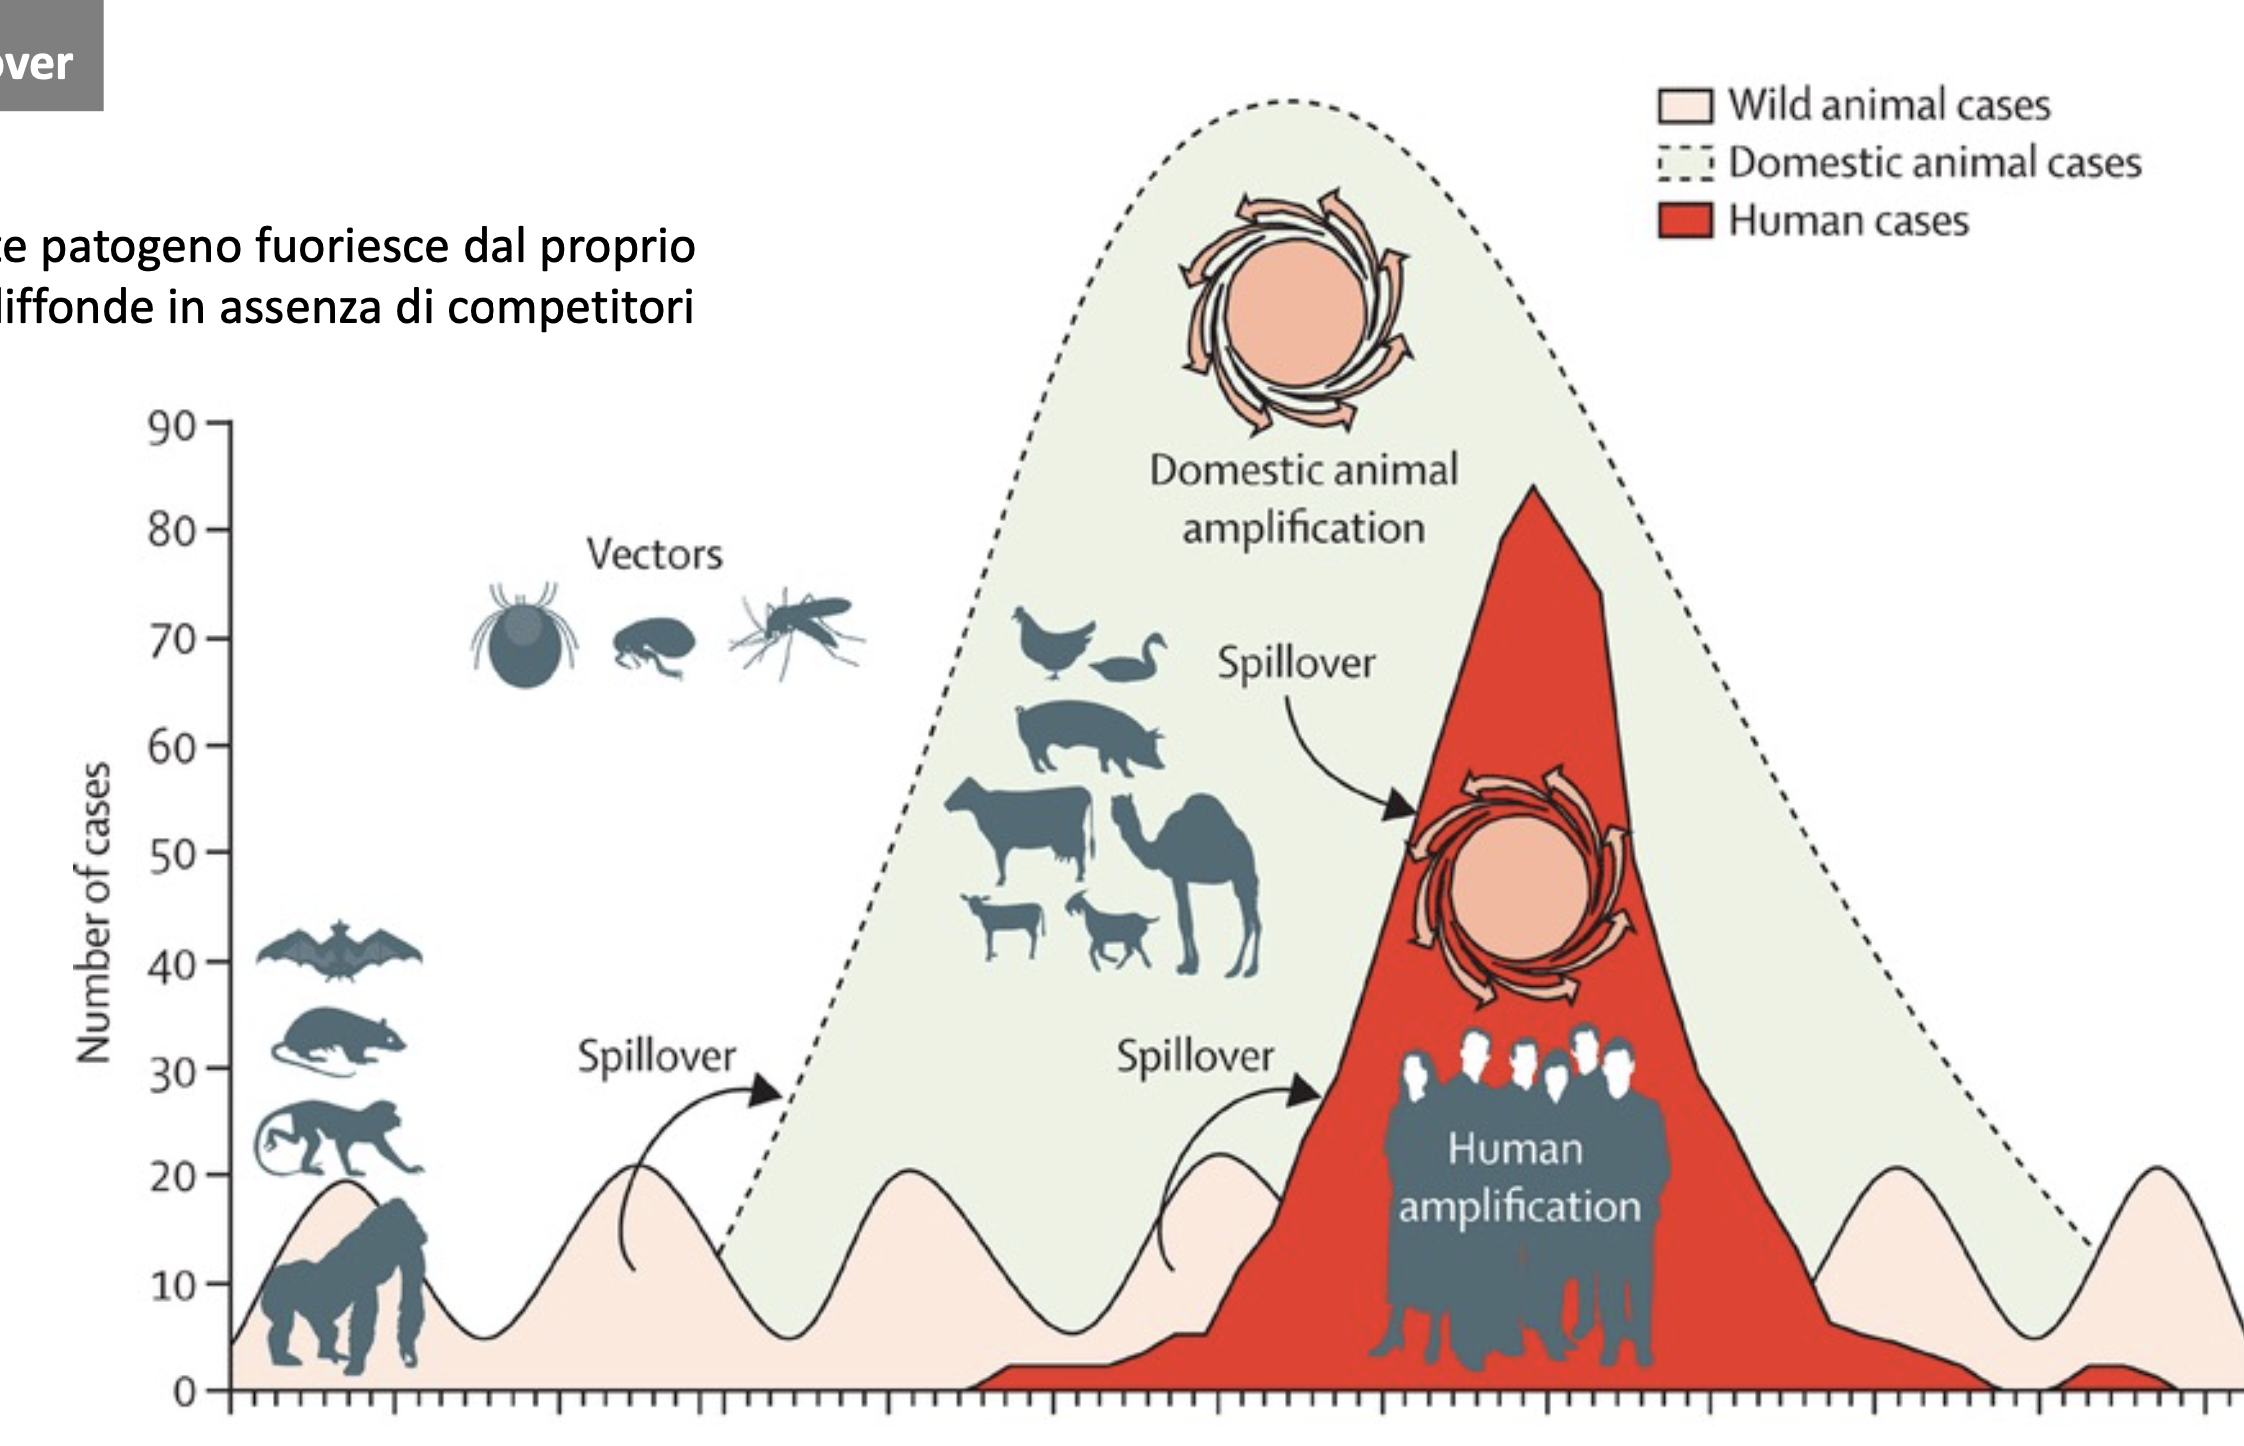 over
te patogeno fuoriesce dal proprio
diffonde in assenza di competitori
Wild animal cases
Domestic animal cases
Human cases
Number of cases
90
80
70
60
50
40
30
20
10
0
Vectors
Domestic animal
amplification
Spillover
Spillover
Spillover
Human
amplification